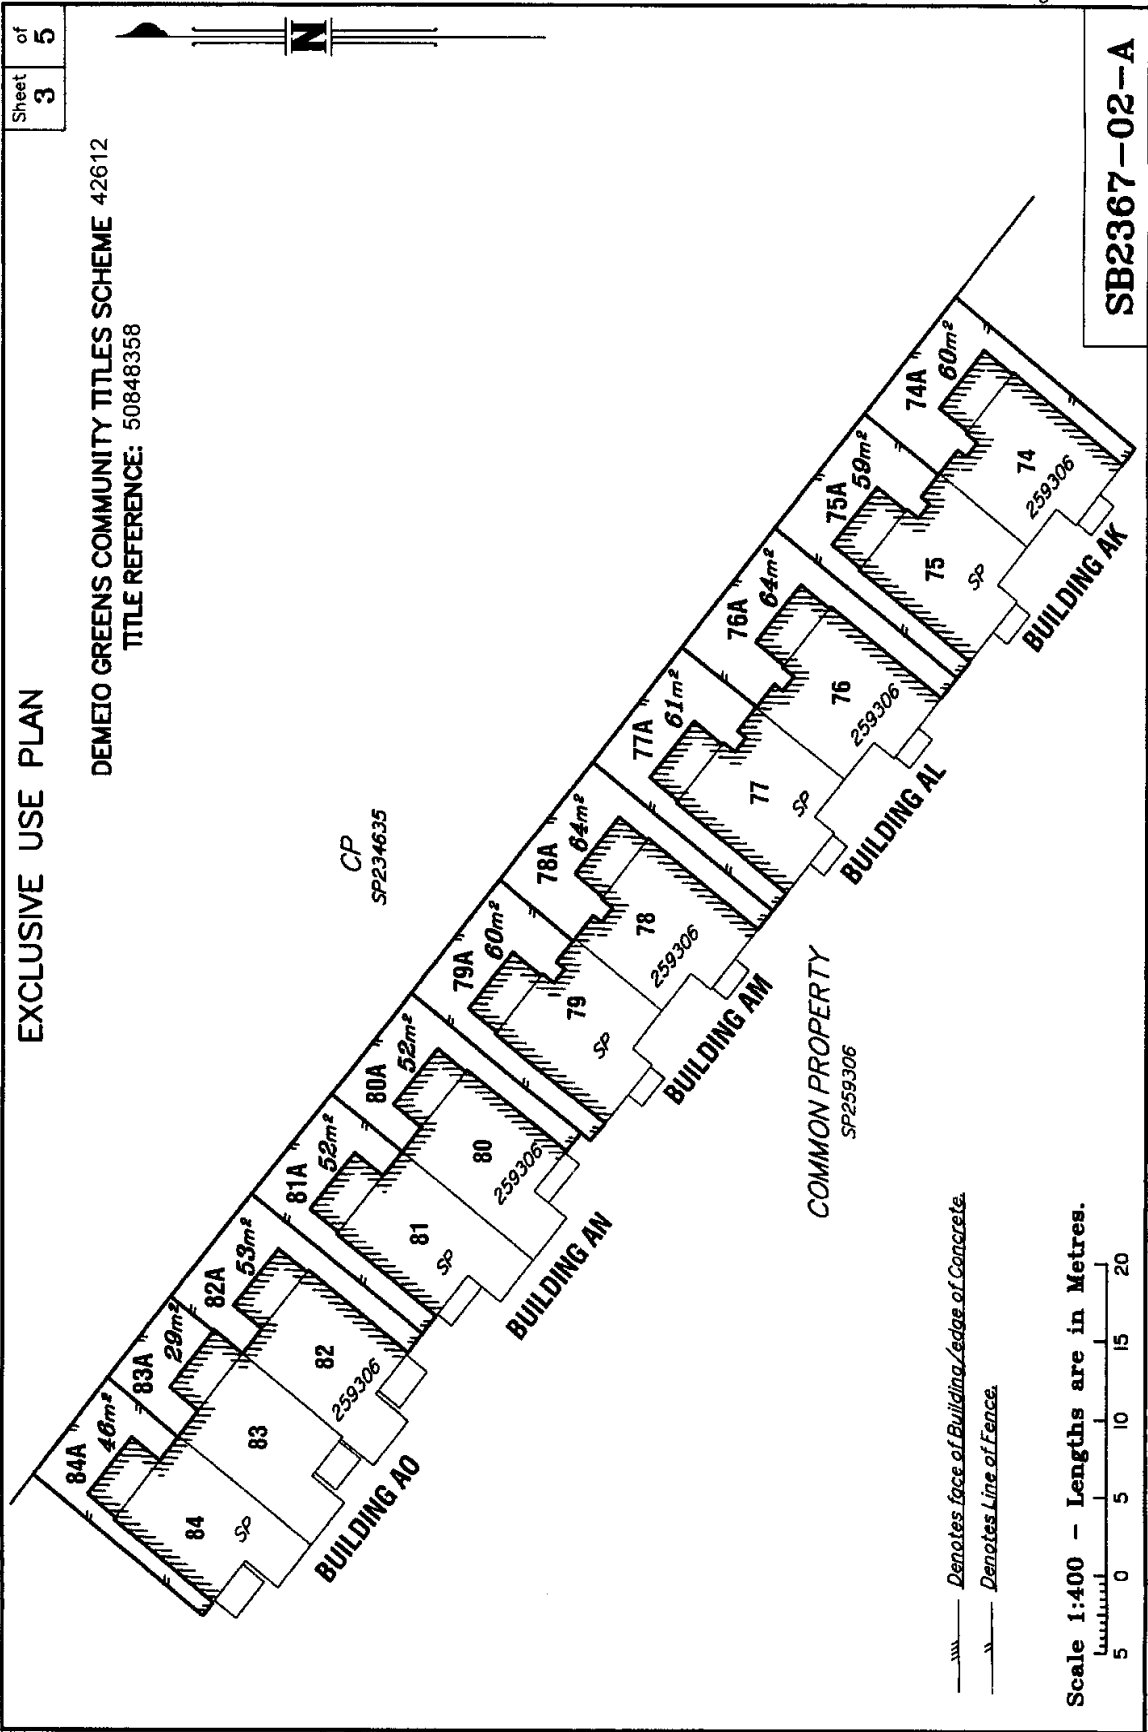 EXCLUSIVE USE PLAN
Sheet
3
of
5
DEMEIO GREENS COMMUNITY TITLES SCHEME 42612
TITLE REFERENCE: 50848358
N
CP
SP234635
84A
46m²
83A
29m²
82A
53m²
81A
52m²
80A
52m²
79A
60m²
78A
64m²
77A
61m²
76A
64m²
75A
59m²
74A
60m²
84
83
82
SP
259306
BUILDING AO
81
80
SP
259306
BUILDING AN
79
78
SP
259306
BUILDING AM
77
76
SP
259306
BUILDING AL
75
74
SP
259306
BUILDING AK
COMMON PROPERTY
SP259306
Denotes face of Building/edge of Concrete.
Denotes Line of Fence.
Scale 1:400 - Lengths are in Metres.
5 0 5 10 15 20
SB2367-02-A